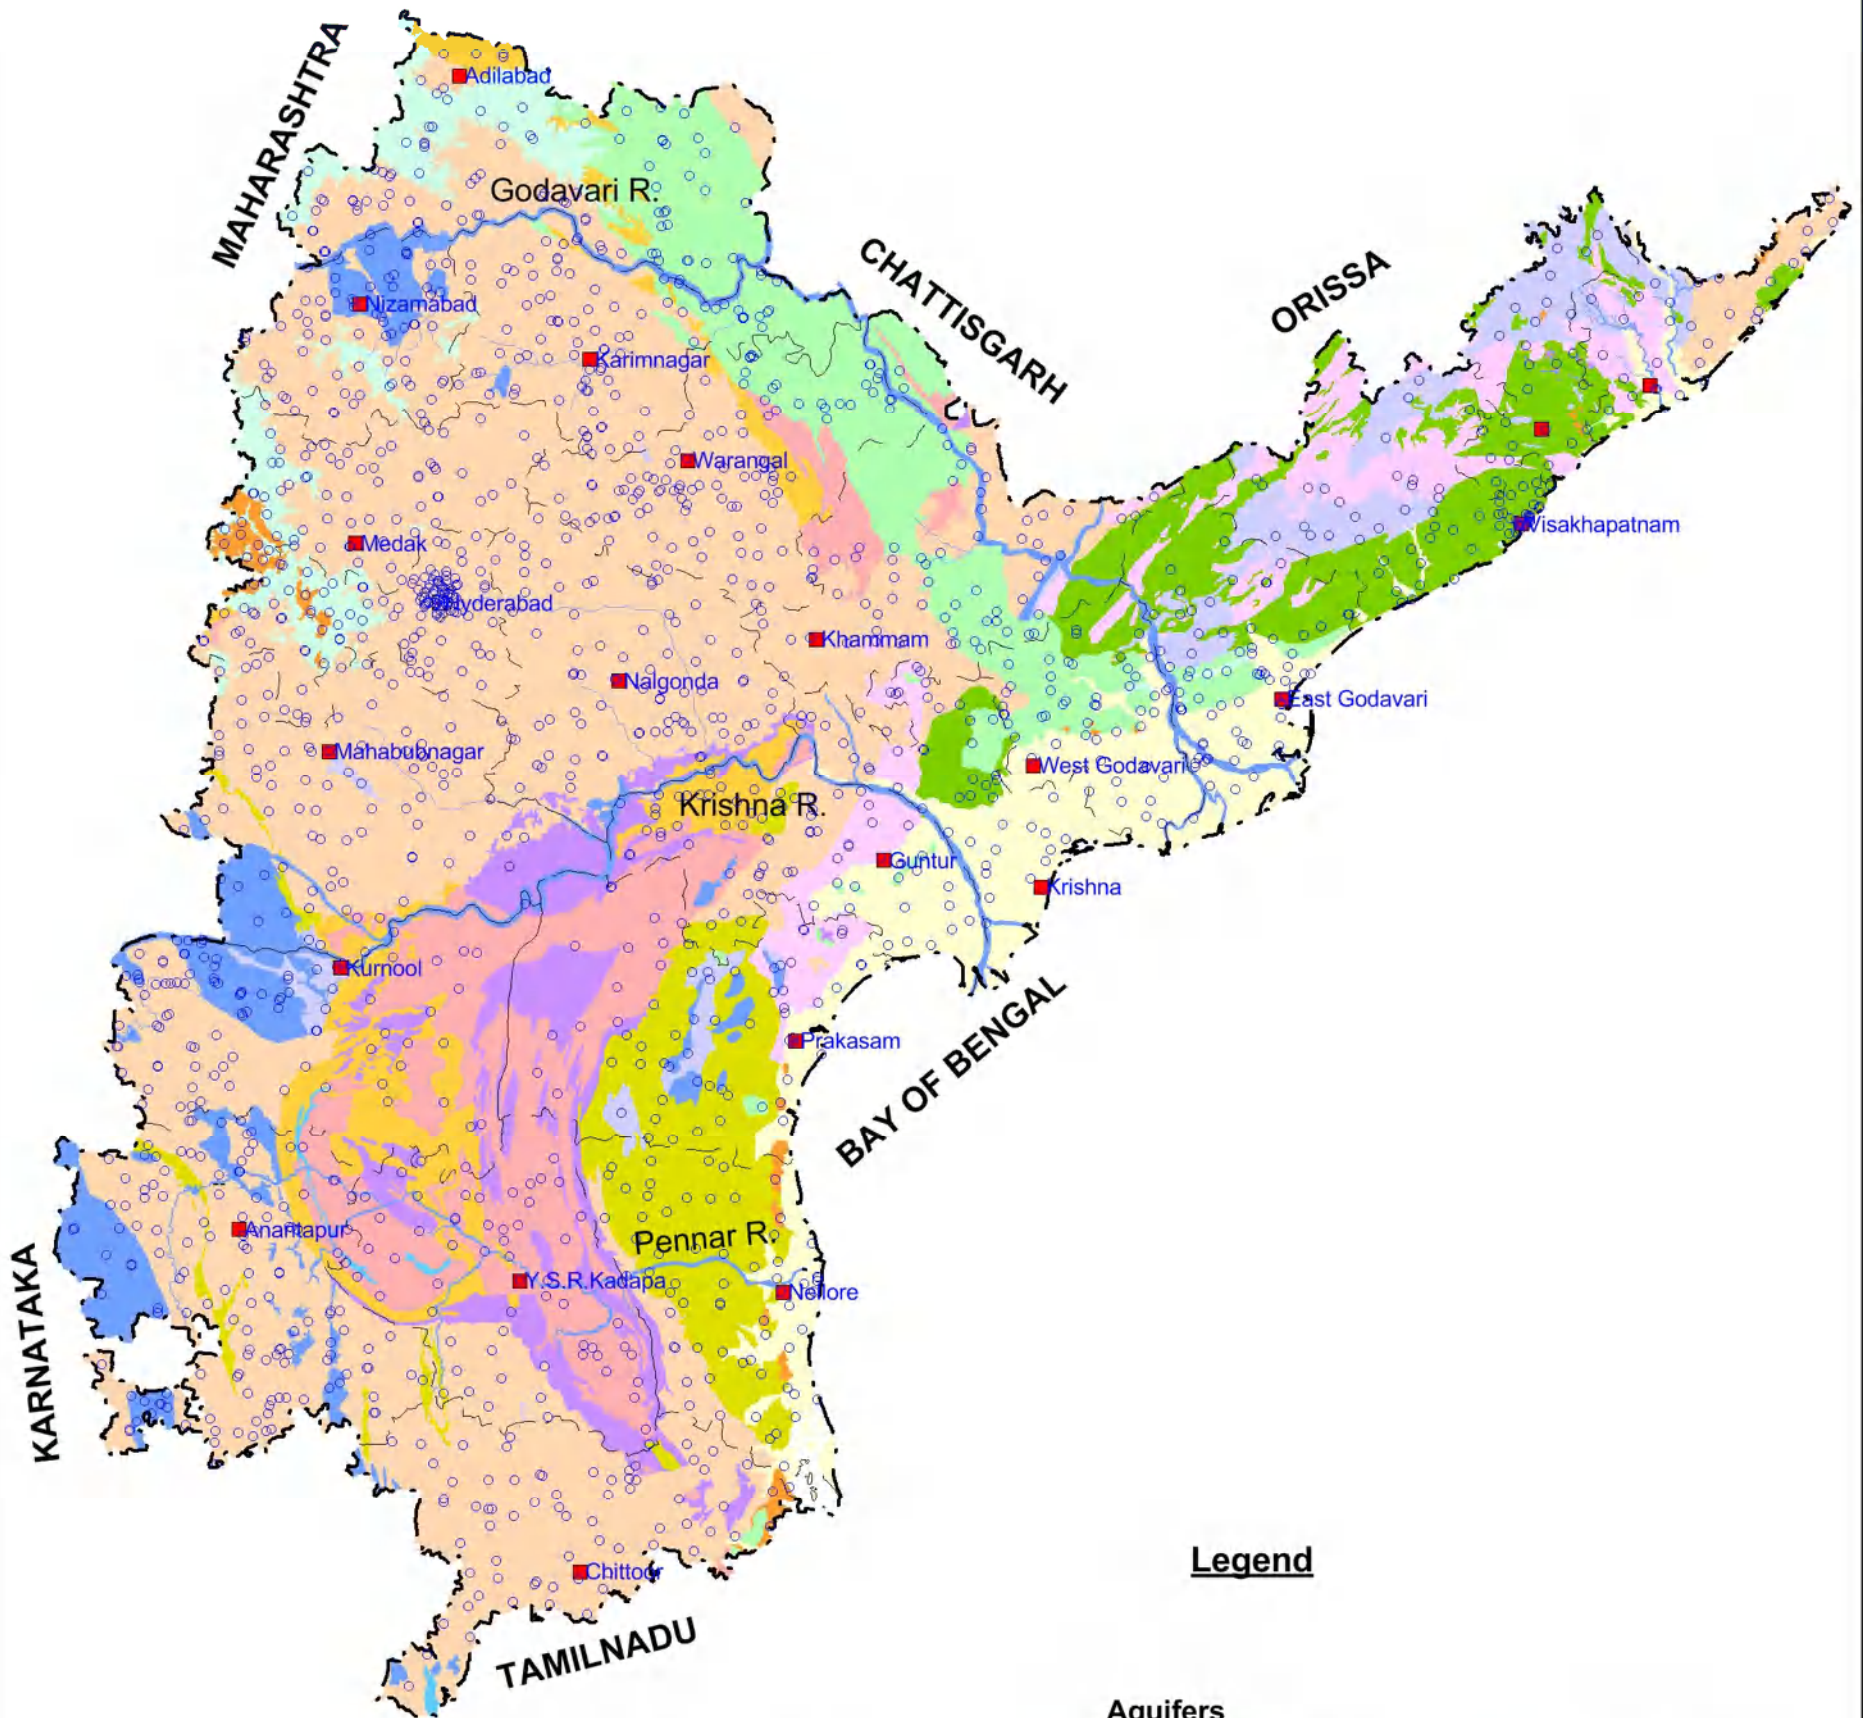 MAHARASHTRA
Adilabad
Godavari R.
CHATTISGARH
ORISSA
Nizamabad
Karimnagar
Warangal
Visakhapatnam
Medak
Hyderabad
Khammam
Nalgonda
East Godavari
Mahabubnagar
West Godavari
Krishna R.
Guntur
Krishna
Kurnool
Prakasam
BAY OF BENGAL
Anantapur
Pennar R.
Y.S.R.Kadapa
Nellore
KARNATAKA
Legend
Chittoor
TAMILNADU
Aquifers